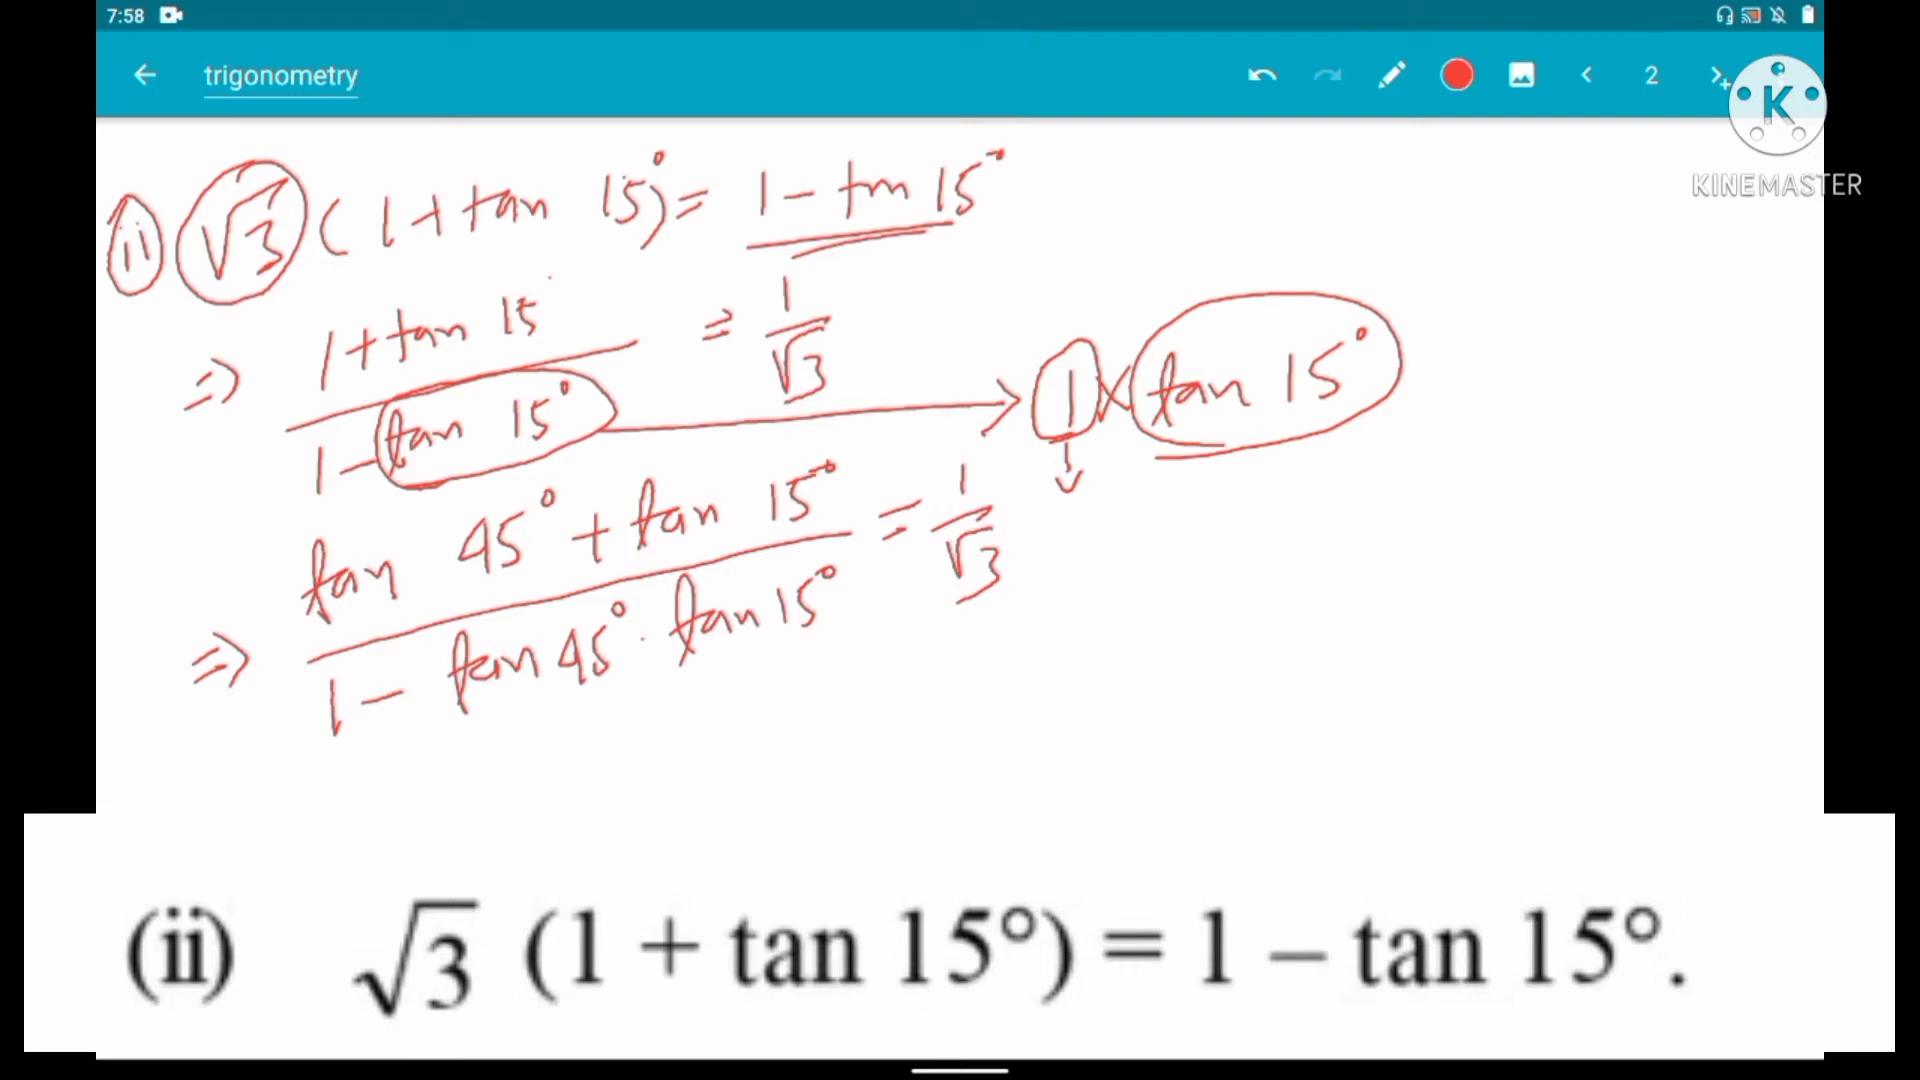 7:58
trigonometry
2
K
KINEMASTER
ii √3 (1 + tan 15°) = 1 - tan 15°
⇒ (1 + tan 15) / (1 - tan 15°) = 1/√3
→ 1 × tan 15°
⇒ (tan 45° + tan 15°) / (1 - tan 45° . tan 15°) = 1/√3
(ii) √3 (1 + tan 15°) = 1 – tan 15°.